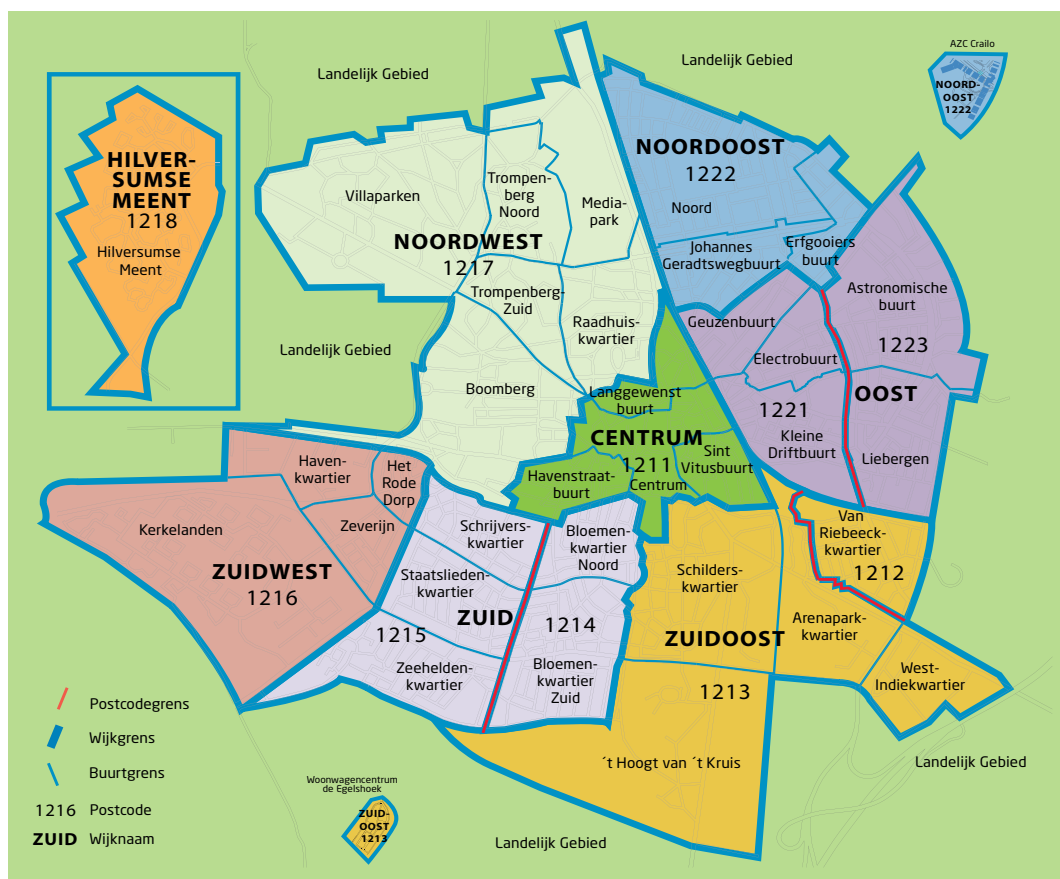 Landelijk Gebied
Landelijk Gebied
AZC Crailo
NOORD-
OOST
1222
HILVER-
SUMSE
MEENT
1218
Hilversumse
Meent
NOORDOOST
1222
Noord
Johannes
Geradtswegbuurt
Erfgooiers
buurt
Villaparken
Trompen-
berg
Noord
Media-
park
NOORDWEST
1217
Trompenberg-
Zuid
Raadhuis-
kwartier
Boomberg
Landelijk Gebied
Astronomische
buurt
1223
Geuzenbuurt
Electrobuurt
OOST
1221
Kleine
Driftbuurt
Liebergen
Langgewenst
buurt
CENTRUM
1211
Centrum
Sint
Vitusbuurt
Havenstraat-
buurt
Haven-
kwartier
Het
Rode
Dorp
Kerkelanden
Zeverijn
ZUIDWEST
1216
Schrijvers-
kwartier
Bloemen-
kwartier
Noord
Staatslieden-
kwartier
ZUID
1215
1214
Zeehelden-
kwartier
Bloemen-
kwartier
Zuid
Van
Riebeeck-
kwartier
1212
Schilders-
kwartier
ZUIDOOST
Arenapark-
kwartier
1213
West-
Indiekwartier
´t Hoogt van ´t Kruis
Landelijk Gebied
Landelijk Gebied
Woonwagencentrum
de Egelshoek
ZUID-
OOST
1213
Postcodegrens
Wijkgrens
Buurtgrens
1216 Postcode
ZUID Wijknaam